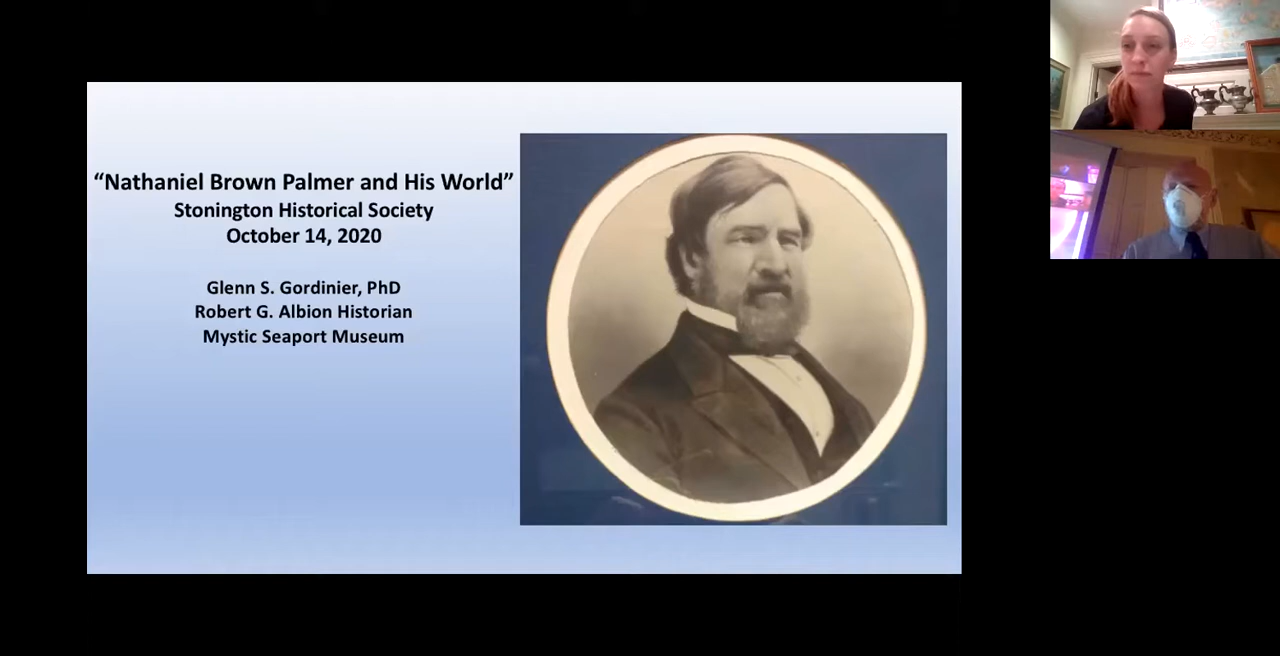 “Nathaniel Brown Palmer and His World”
Stonington Historical Society
October 14, 2020
Glenn S. Gordinier, PhD
Robert G. Albion Historian
Mystic Seaport Museum